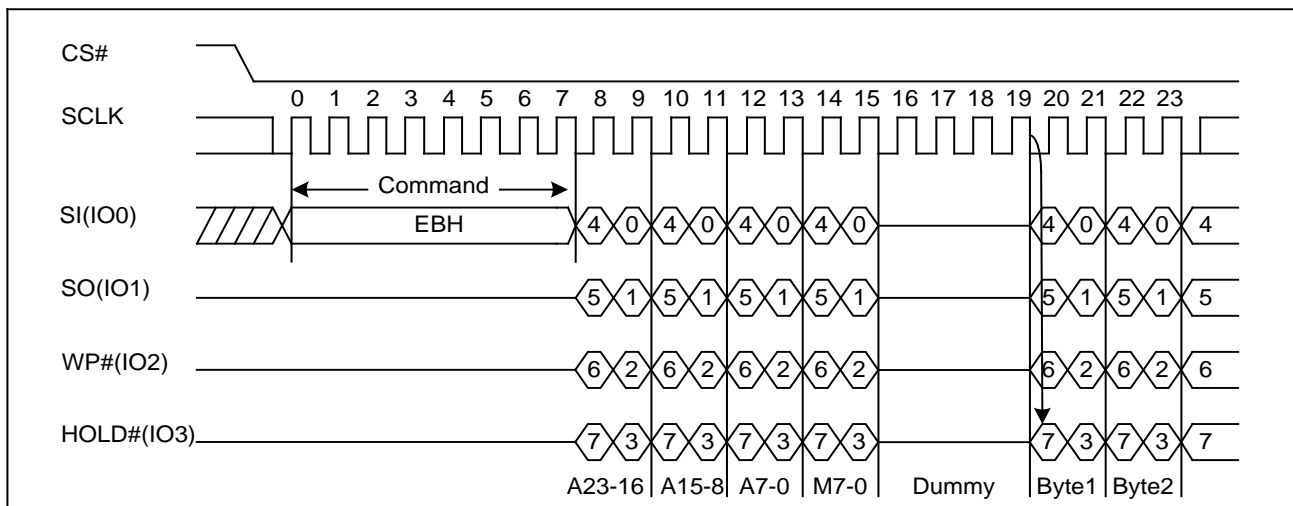 CS#
0 1 2 3 4 5 6 7 8 9 10 11 12 13 14 15 16 17 18 19 20 21 22 23
SCLK
Command
SI(IO0) EBH 4 0 4 0 4 0 4 0 4 0 4 0 4
SO(IO1) 5 1 5 1 5 1 5 1 5 1 5 1 5
WP#(IO2) 6 2 6 2 6 2 6 2 6 2 6 2 6
HOLD#(IO3) 7 3 7 3 7 3 7 3 7 3 7 3 7
A23-16 A15-8 A7-0 M7-0 Dummy Byte1 Byte2